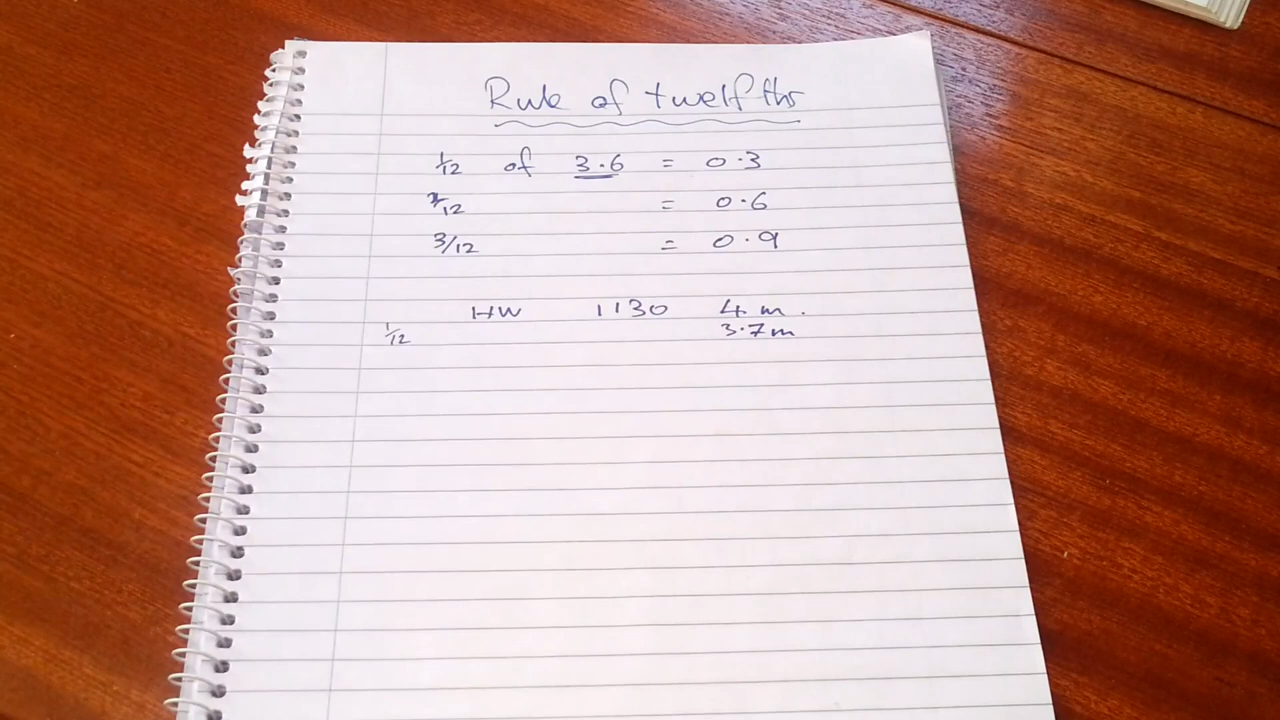 Rule of twelfths
1/12 of 3.6 = 0.3
2/12 = 0.6
3/12 = 0.9
HW 1130 4 m.
1/12 3.7m